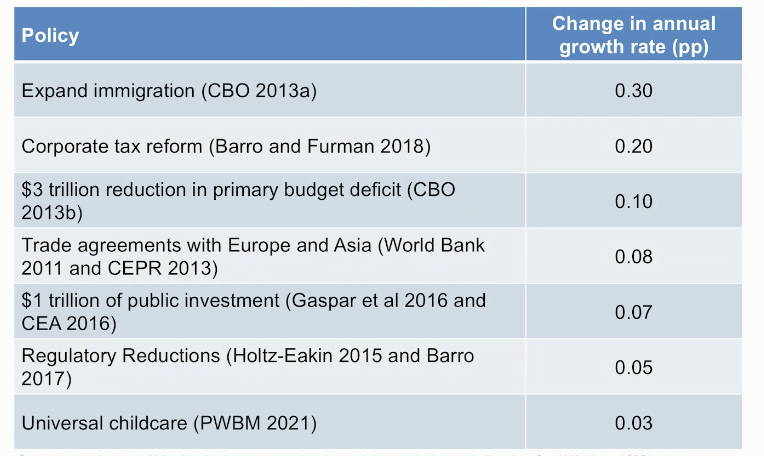 Policy
Change in annual
growth rate (pp)
Expand immigration (CBO 2013a)
0.30
Corporate tax reform (Barro and Furman 2018)
0.20
$3 trillion reduction in primary budget deficit (CBO
2013b)
0.10
Trade agreements with Europe and Asia (World Bank
2011 and CEPR 2013)
0.08
$1 trillion of public investment (Gaspar et al 2016 and
CEA 2016)
0.07
Regulatory Reductions (Holtz-Eakin 2015 and Barro
2017)
0.05
Universal childcare (PWBM 2021)
0.03